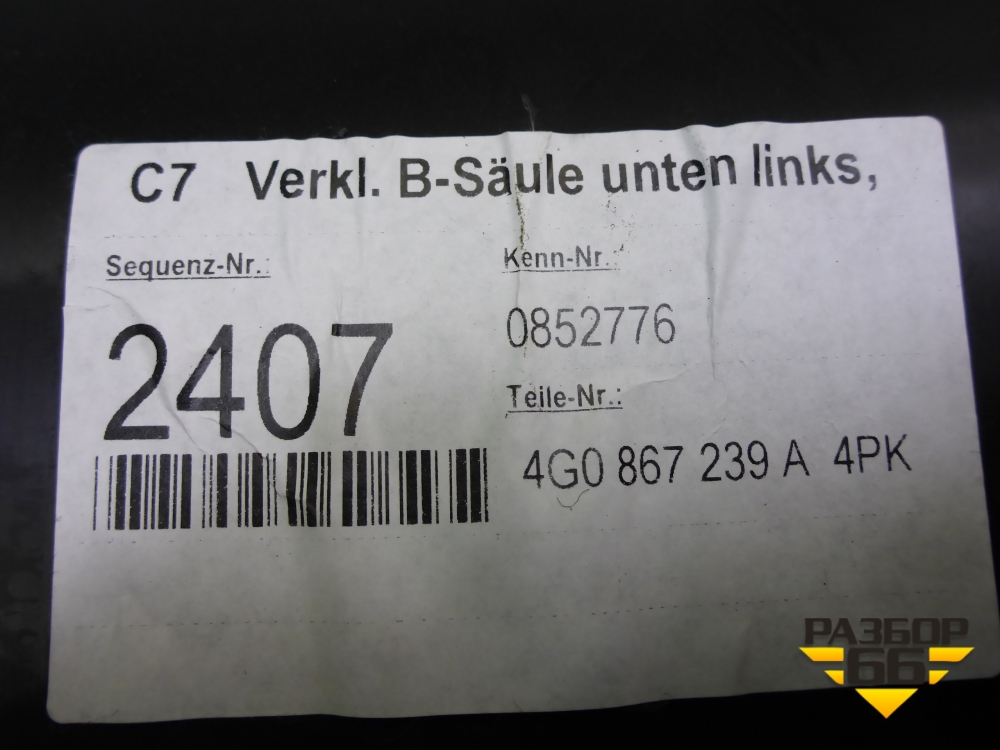 C7 Verkl. B-Säule unten links,
Sequenz-Nr.:
Kenn-Nr.:
2407
0852776
Teile-Nr.:
4G0 867 239 A 4PK
РАЗБОР
66